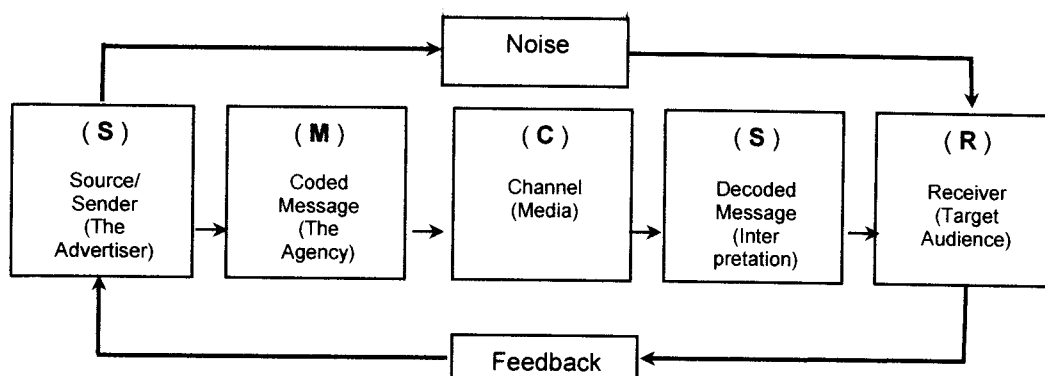 Noise
( S )
Source/
Sender
(The
Advertiser)
( M )
Coded
Message
(The
Agency)
( C )
Channel
(Media)
( S )
Decoded
Message
(Inter
pretation)
( R )
Receiver
(Target
Audience)
Feedback